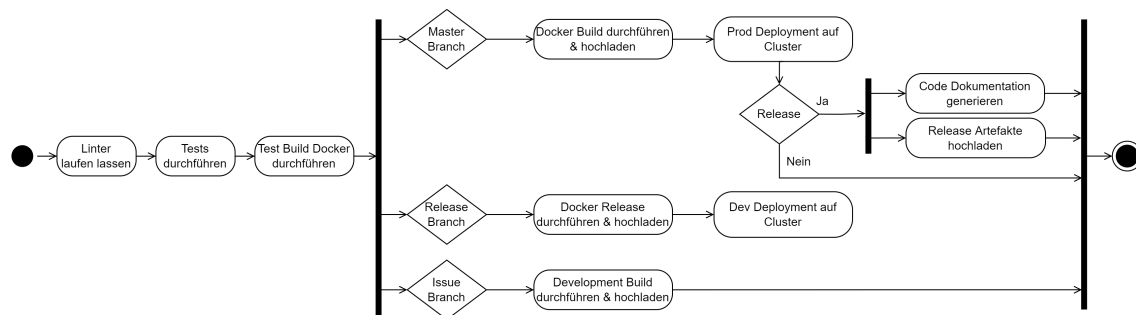 Linter
laufen lassen
Tests
durchführen
Test Build Docker
durchführen
Master
Branch
Docker Build durchführen
& hochladen
Prod Deployment auf
Cluster
Release
Ja
Nein
Code Dokumentation
generieren
Release Artefakte
hochladen
Release
Branch
Docker Release
durchführen & hochladen
Dev Deployment auf
Cluster
Issue
Branch
Development Build
durchführen & hochladen